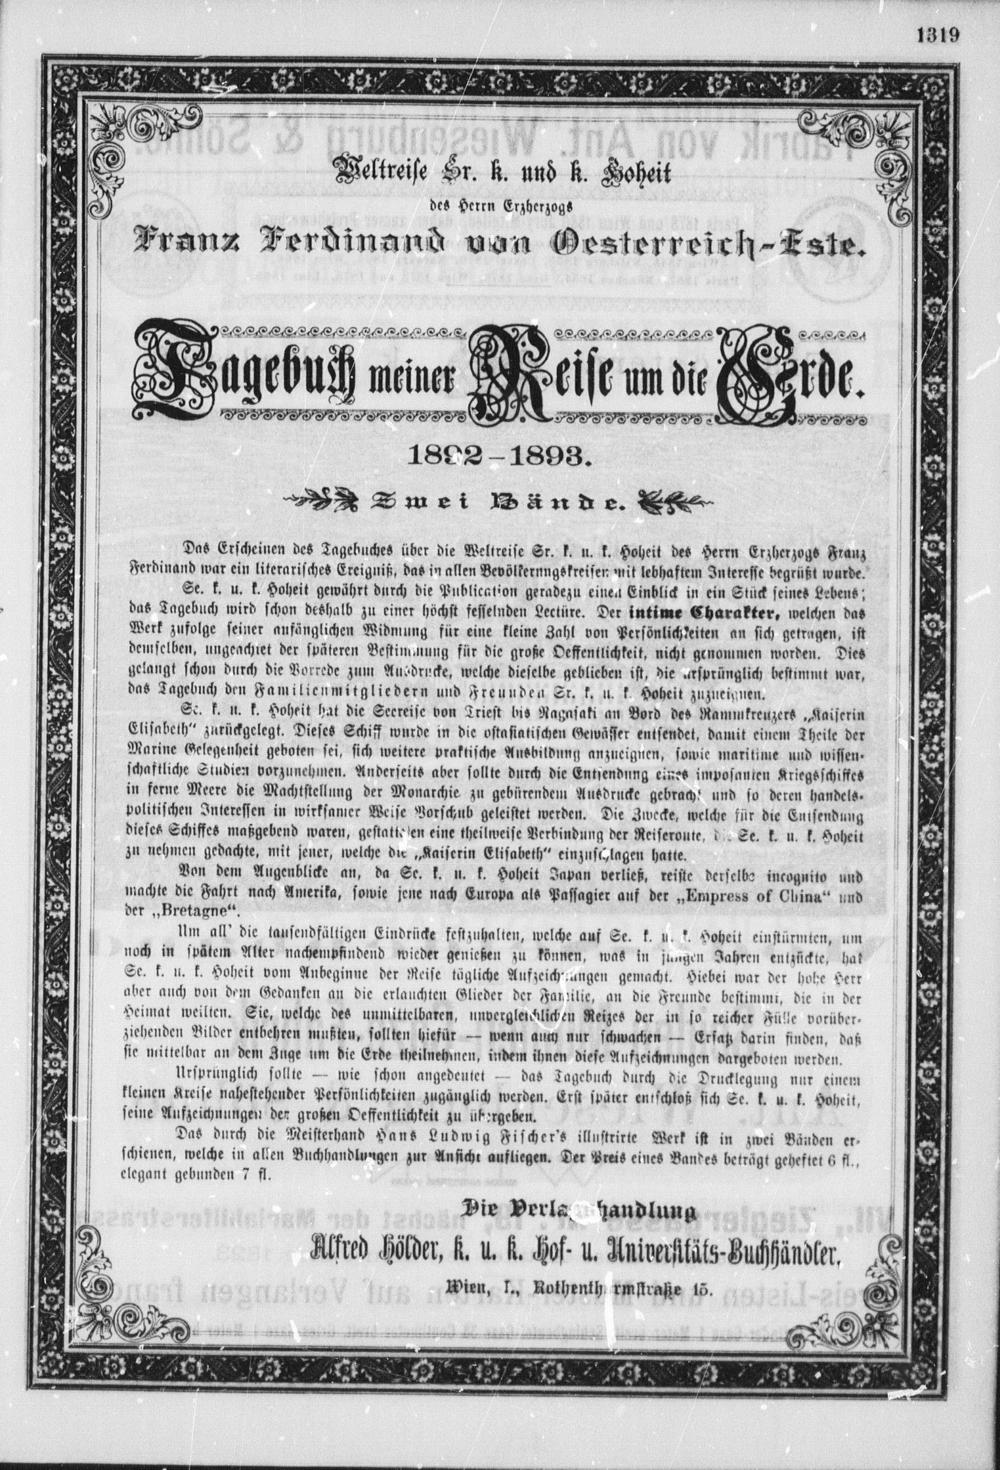 1319
Weltreise Sr. k. und k. Hoheit
des Herrn Erzherzogs
Franz Ferdinand von Oesterreich-Este.
Tagebuch meiner Reise um die Erde.
1892–1893.
Zwei Bände.
Das Erscheinen des Tagebuches über die Weltreise Sr. k. u. k. Hoheit des Herrn Erzherzogs Franz
Ferdinand war ein literarisches Ereigniß, das in allen Bevölkerungskreisen mit lebhaftem Interesse begrüßt wurde.
Se. k. u. k. Hoheit gewährt durch die Publication geradezu einen Einblick in ein Stück seines Lebens;
das Tagebuch wird schon deshalb zu einer höchst fesselnden Lectüre. Der intime Charakter, welchen das
Werk zufolge seiner anfänglichen Widmung für eine kleine Zahl von Persönlichkeiten an sich getragen, ist
demselben, ungeachtet der späteren Bestimmung für die große Oeffentlichkeit, nicht genommen worden. Dies
gelangt schon durch die Vorrede zum Ausdrucke, welche dieselbe geblieben ist, die ursprünglich bestimmt war,
das Tagebuch den Familienmitgliedern und Freunden Sr. k. u. k. Hoheit zuzueignen.
Se. k. u. k. Hoheit hat die Seereise von Triest bis Nagasaki an Bord des Rammkreuzers „Kaiserin
Elisabeth“ zurückgelegt. Dieses Schiff wurde in die ostasiatischen Gewässer entsendet, damit einem Theile der
Marine Gelegenheit geboten sei, sich weitere praktische Ausbildung anzueignen, sowie maritime und wissen-
schaftliche Studien vorzunehmen. Anderseits aber sollte durch die Entsendung eines imposanten Kriegsschiffes
in ferne Meere die Machtstellung der Monarchie zu gebürendem Ausdrucke gebracht und so deren handels-
politischen Interessen in wirksamer Weise Vorschub geleistet werden. Die Zwecke, welche für die Entsendung
dieses Schiffes maßgebend waren, gestatteten eine theilweise Verbindung der Reiseroute, die Se. k. u. k. Hoheit
zu nehmen gedachte, mit jener, welche die „Kaiserin Elisabeth“ einzuschlagen hatte.
Von dem Augenblicke an, da Se. k. u. k. Hoheit Japan verließ, reiste derselbe incognito und
machte die Fahrt nach Amerika, sowie jene nach Europa als Passagier auf der „Empress of China“ und
der „Bretagne“.
Um all' die tausendfältigen Eindrücke festzuhalten, welche auf Se. k. u. k. Hoheit einstürmten, um
noch in spätem Alter nachempfindend wieder genießen zu können, was in jungen Jahren entzückte, hat
Se. k. u. k. Hoheit vom Anbeginne der Reise tägliche Aufzeichnungen gemacht. Hiebei war der hohe Herr
aber auch von dem Gedanken an die erlauchten Glieder der Familie, an die Freunde bestimmt, die in der
Heimat weilten. Sie, welche des unmittelbaren, unvergleichlichen Reizes der in so reicher Fülle vorüber-
ziehenden Bilder entbehren mußten, sollten hiefür — wenn auch nur schwachen — Ersatz darin finden, daß
sie mittelbar an dem Zuge um die Erde theilnehmen, indem ihnen diese Aufzeichnungen dargeboten werden.
Ursprünglich sollte — wie schon angedeutet — das Tagebuch durch die Drucklegung nur einem
kleinen Kreise nahestehender Persönlichkeiten zugänglich werden. Erst später entschloß sich Se. k. u. k. Hoheit,
seine Aufzeichnungen der großen Oeffentlichkeit zu übergeben.
Das durch die Meisterhand Hans Ludwig Fischer's illustrirte Werk ist in zwei Bänden er-
schienen, welche in allen Buchhandlungen zur Ansicht aufliegen. Der Preis eines Bandes beträgt geheftet 6 fl.,
elegant gebunden 7 fl.
Die Verlagshandlung
Alfred Hölder, k. u. k. Hof- u. Universitäts-Buchhändler,
Wien, I., Rothenthurmstraße 15.